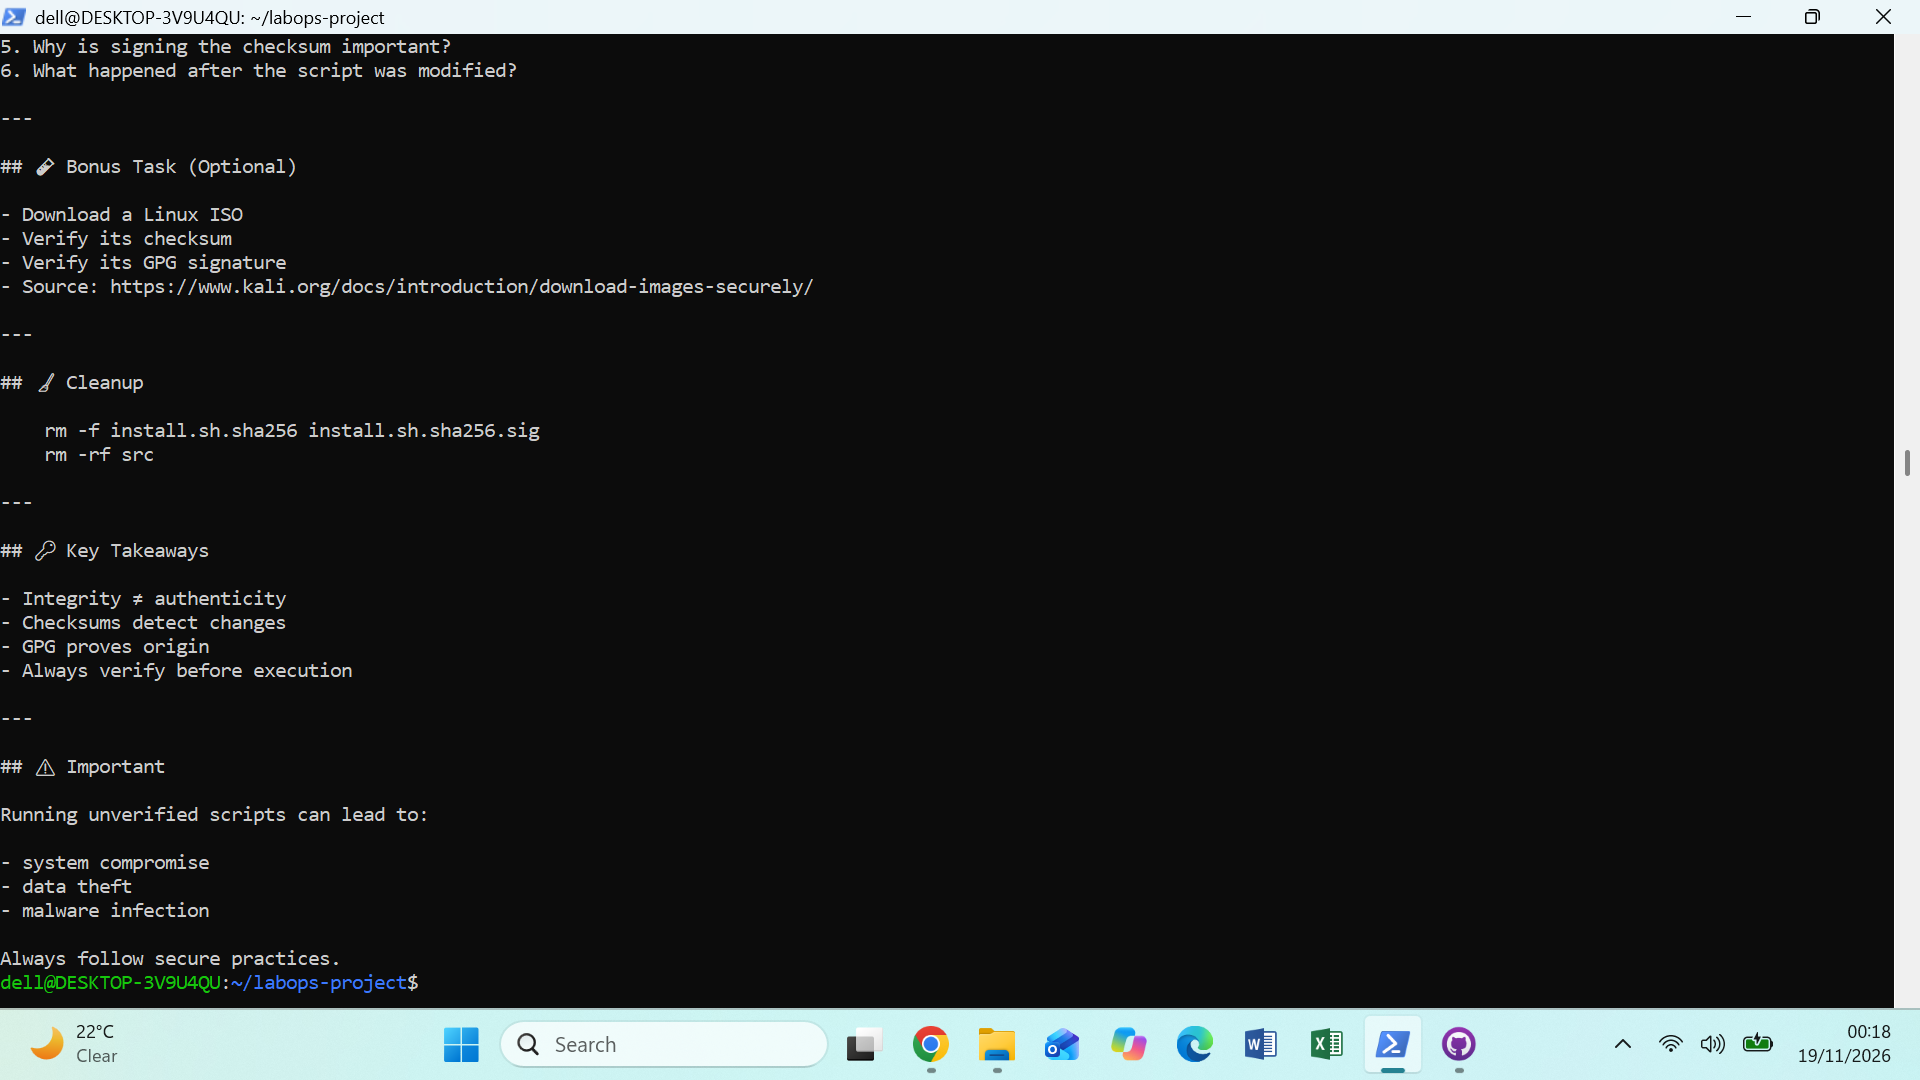 dell@DESKTOP-3V9U4QU: ~/labops-project
5. Why is signing the checksum important?
6. What happened after the script was modified?
---
## 🧪 Bonus Task (Optional)
- Download a Linux ISO
- Verify its checksum
- Verify its GPG signature
- Source: https://www.kali.org/docs/introduction/download-images-securely/
---
## 🧹 Cleanup
    rm -f install.sh.sha256 install.sh.sha256.sig
    rm -rf src
---
## 🔑 Key Takeaways
- Integrity ≠ authenticity
- Checksums detect changes
- GPG proves origin
- Always verify before execution
---
## ⚠ Important
Running unverified scripts can lead to:
- system compromise
- data theft
- malware infection
Always follow secure practices.
dell@DESKTOP-3V9U4QU:~/labops-project$
22°C
Clear
Search
00:18
19/11/2026